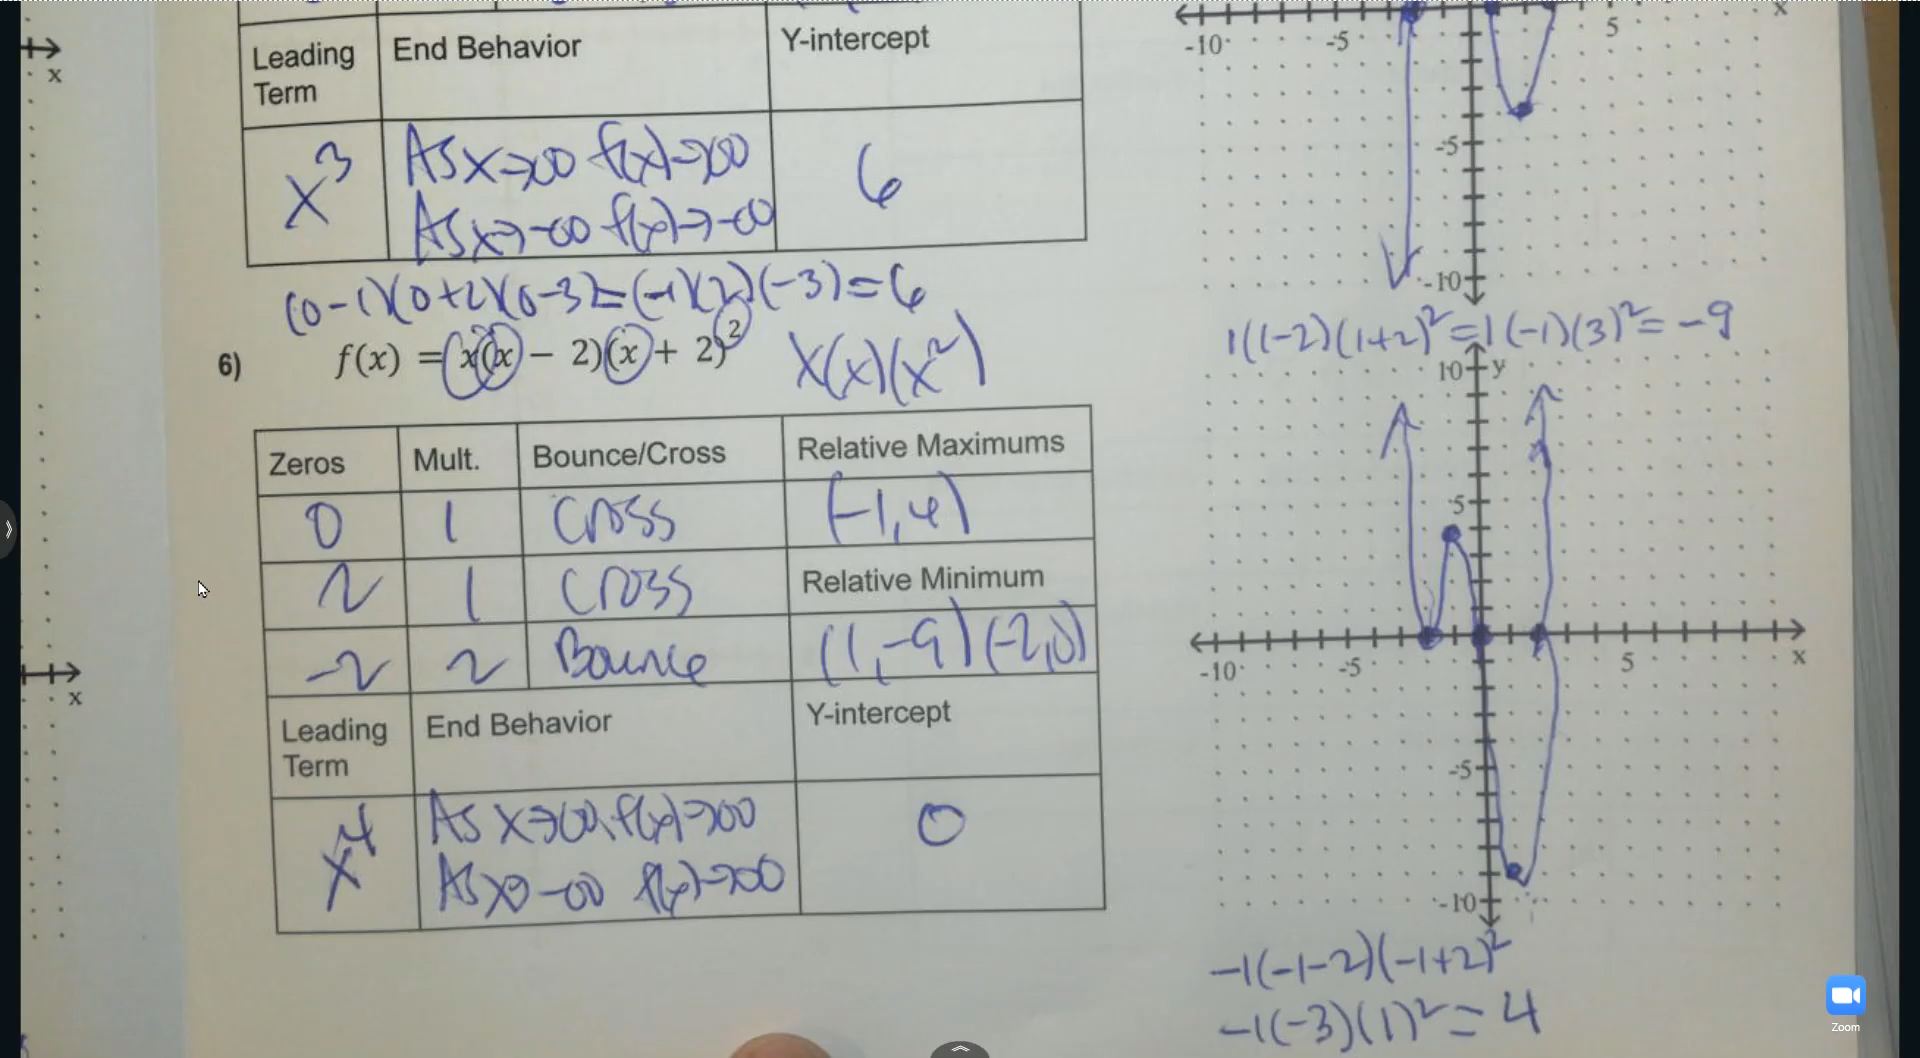 x
-10 -5 5 x
Leading Term End Behavior Y-intercept
x³ As x→∞ f(x)→∞ 6
As x→-∞ f(x)→-∞
-5
-10
(0-1)(0+2)(0-3)=(-1)(2)(-3)=6
1(1-2)(1+2)²=1(-1)(3)²=-9
6) f(x) = x(x − 2)(x + 2)² x(x)(x²)
10 y
Zeros Mult. Bounce/Cross Relative Maximums
0 1 Cross (-1,4)
2 1 Cross Relative Minimum
-2 2 Bounce (1,-9)(-2,0)
5
-10 -5 5 x
x
Leading Term End Behavior Y-intercept
x⁴ As x→∞, f(x)→∞ 0
As x→-∞ f(x)→∞
-5
-10
-1(-1-2)(-1+2)²
-1(-3)(1)²=4
Zoom